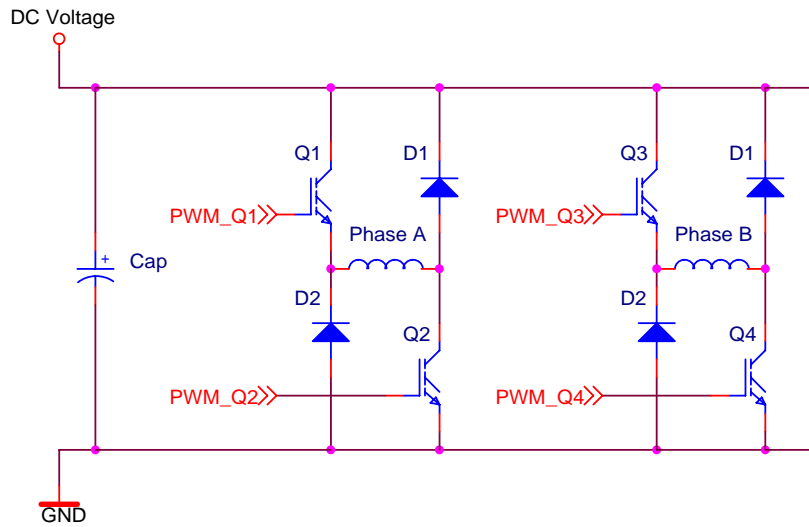 DC Voltage
Q1
D1
Q3
D1
PWM_Q1
Phase A
PWM_Q3
Phase B
+
Cap
D2
Q2
D2
Q4
PWM_Q2
PWM_Q4
GND